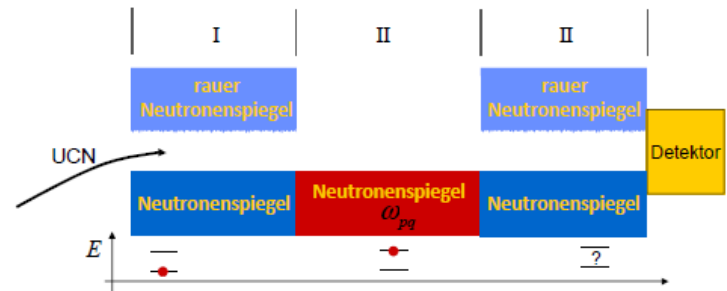 I II II
rauer
Neutronenspiegel
rauer
Neutronenspiegel
UCN
Detektor
Neutronenspiegel
Neutronenspiegel
ω_pq
Neutronenspiegel
E
?